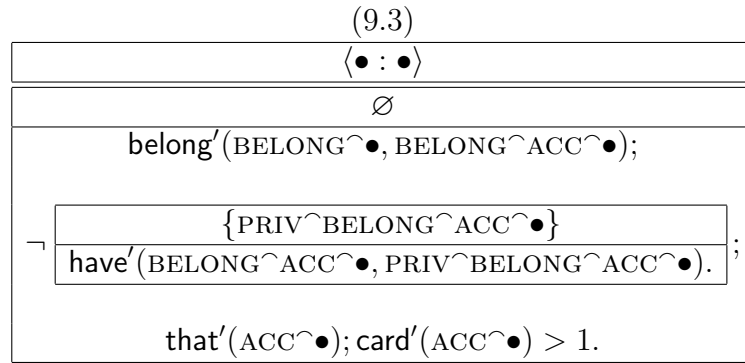 (9.3)
⟨• : •⟩
∅
belong′(BELONG⌢•, BELONG⌢ACC⌢•);
{PRIV⌢BELONG⌢ACC⌢•}
¬ ;
have′(BELONG⌢ACC⌢•, PRIV⌢BELONG⌢ACC⌢•).
that′(ACC⌢•); card′(ACC⌢•) > 1.